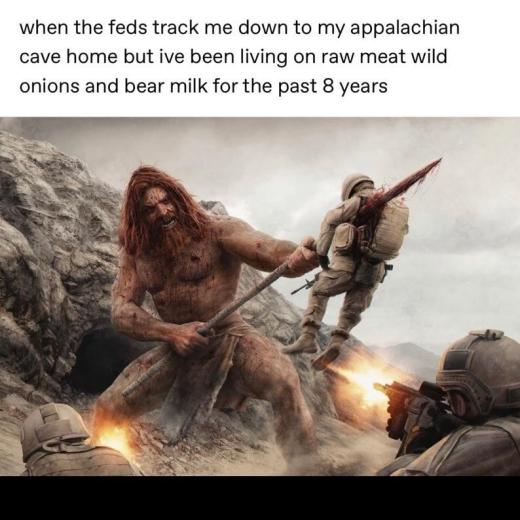 when the feds track me down to my appalachian
cave home but ive been living on raw meat wild
onions and bear milk for the past 8 years